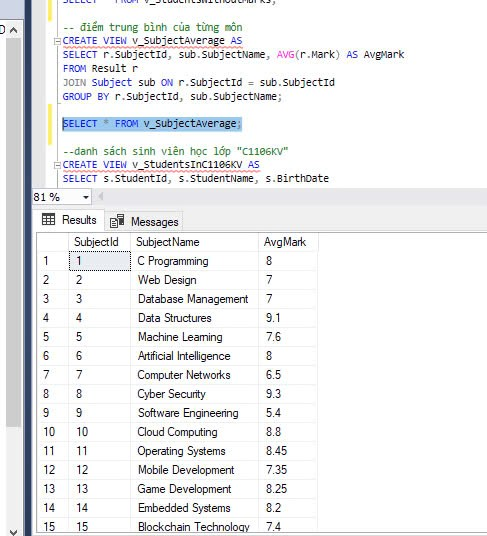 SELECT * FROM v_StudentsWithoutMarks;
-- điểm trung bình của từng môn
CREATE VIEW v_SubjectAverage AS
SELECT r.SubjectId, sub.SubjectName, AVG(r.Mark) AS AvgMark
FROM Result r
JOIN Subject sub ON r.SubjectId = sub.SubjectId
GROUP BY r.SubjectId, sub.SubjectName;
SELECT * FROM v_SubjectAverage;
--danh sách sinh viên học lớp "C1106KV"
CREATE VIEW v_StudentsInC1106KV AS
SELECT s.StudentId, s.StudentName, s.BirthDate
81 %
Results Messages
SubjectId SubjectName AvgMark
1 1 C Programming 8
2 2 Web Design 7
3 3 Database Management 7
4 4 Data Structures 9.1
5 5 Machine Learning 7.6
6 6 Artificial Intelligence 8
7 7 Computer Networks 6.5
8 8 Cyber Security 9.3
9 9 Software Engineering 5.4
10 10 Cloud Computing 8.8
11 11 Operating Systems 8.45
12 12 Mobile Development 7.35
13 13 Game Development 8.25
14 14 Embedded Systems 8.2
15 15 Blockchain Technology 7.4